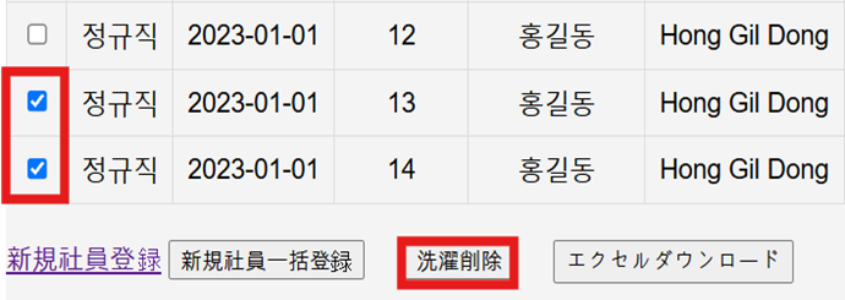 정규직 2023-01-01 12 홍길동 Hong Gil Dong
정규직 2023-01-01 13 홍길동 Hong Gil Dong
정규직 2023-01-01 14 홍길동 Hong Gil Dong
新規社員登録 新規社員一括登録 洗濯削除 エクセルダウンロード